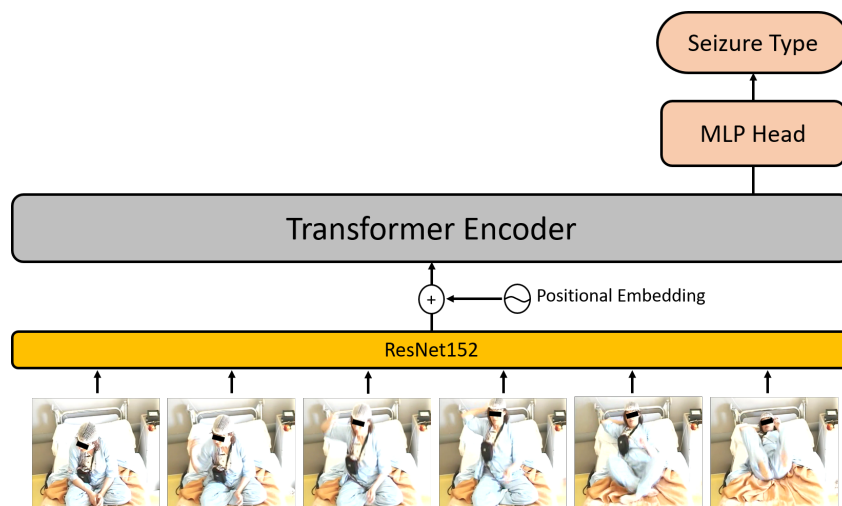 Seizure Type
MLP Head
Transformer Encoder
+
Positional Embedding
ResNet152